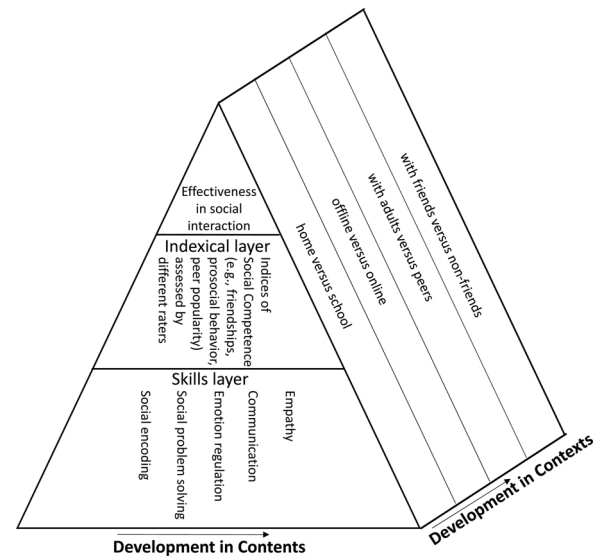 Effectiveness
in social
interaction
Indexical layer
Indices of
Social Competence
(e.g., friendships,
prosocial behavior,
peer popularity)
assessed by
different raters
Skills layer
Social encoding
Social problem solving
Emotion regulation
Communication
Empathy
Development in Contents
home versus school
offline versus online
with adults versus peers
with friends versus non-friends
Development in Contexts